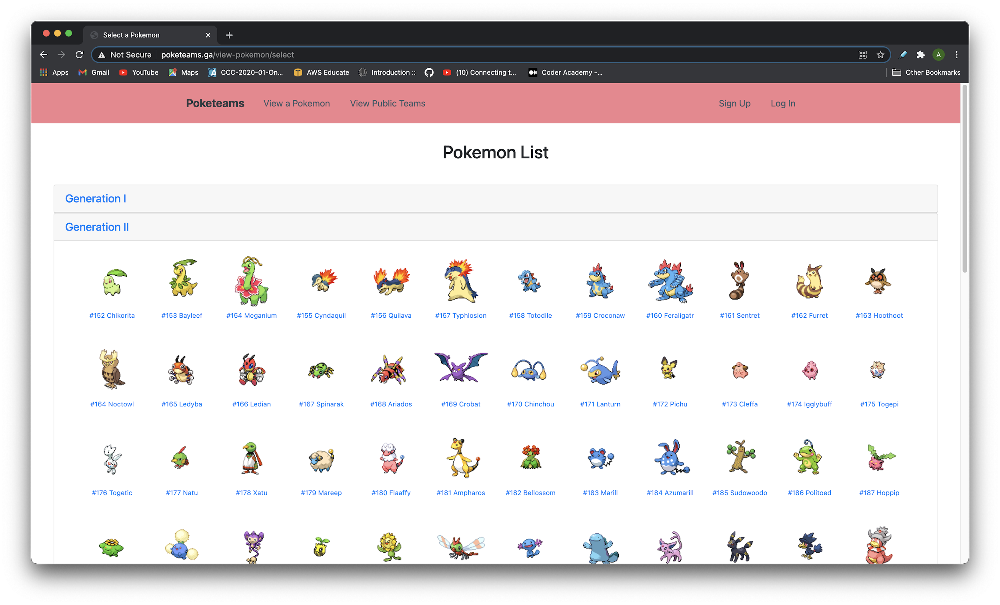 Select a Pokemon
Not Secure poketeams.ga/view-pokemon/select A
Apps Gmail YouTube Maps CCC-2020-01-On... AWS Educate Introduction :: (10) Connecting t... Coder Academy -... Other Bookmarks
Poketeams View a Pokemon View Public Teams Sign Up Log In
Pokemon List
Generation I
Generation II
#152 Chikorita #153 Bayleef #154 Meganium #155 Cyndaquil #156 Quilava #157 Typhlosion #158 Totodile #159 Croconaw #160 Feraligatr #161 Sentret #162 Furret #163 Hoothoot
#164 Noctowl #165 Ledyba #166 Ledian #167 Spinarak #168 Ariados #169 Crobat #170 Chinchou #171 Lanturn #172 Pichu #173 Cleffa #174 Igglybuff #175 Togepi
#176 Togetic #177 Natu #178 Xatu #179 Mareep #180 Flaaffy #181 Ampharos #182 Bellossom #183 Marill #184 Azumarill #185 Sudowoodo #186 Politoed #187 Hoppip